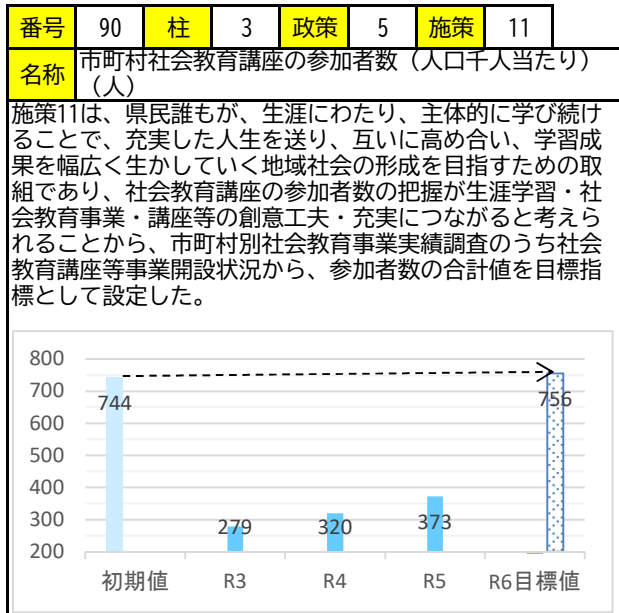 番号 90 柱 3 政策 5 施策 11
名称 市町村社会教育講座の参加者数（人口千人当たり）
（人）
施策11は、県民誰もが、生涯にわたり、主体的に学び続け
ることで、充実した人生を送り、互いに高め合い、学習成
果を幅広く生かしていく地域社会の形成を目指すための取
組であり、社会教育講座の参加者数の把握が生涯学習・社
会教育事業・講座等の創意工夫・充実につながると考えら
れることから、市町村別社会教育事業実績調査のうち社会
教育講座等事業開設状況から、参加者数の合計値を目標指
標として設定した。
800
700
600
500
400
300
200
744
279
320
373
756
初期値 R3 R4 R5 R6目標値